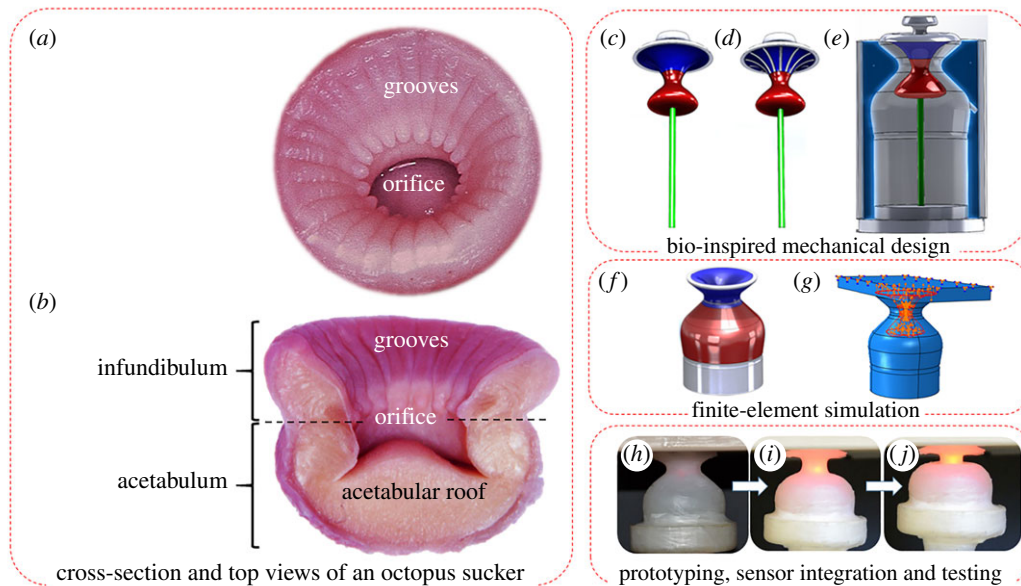 (a)
grooves
orifice
(b)
infundibulum
grooves
orifice
acetabulum
acetabular roof
cross-section and top views of an octopus sucker
(c)
(d)
(e)
bio-inspired mechanical design
(f)
(g)
finite-element simulation
(h)
(i)
(j)
prototyping, sensor integration and testing